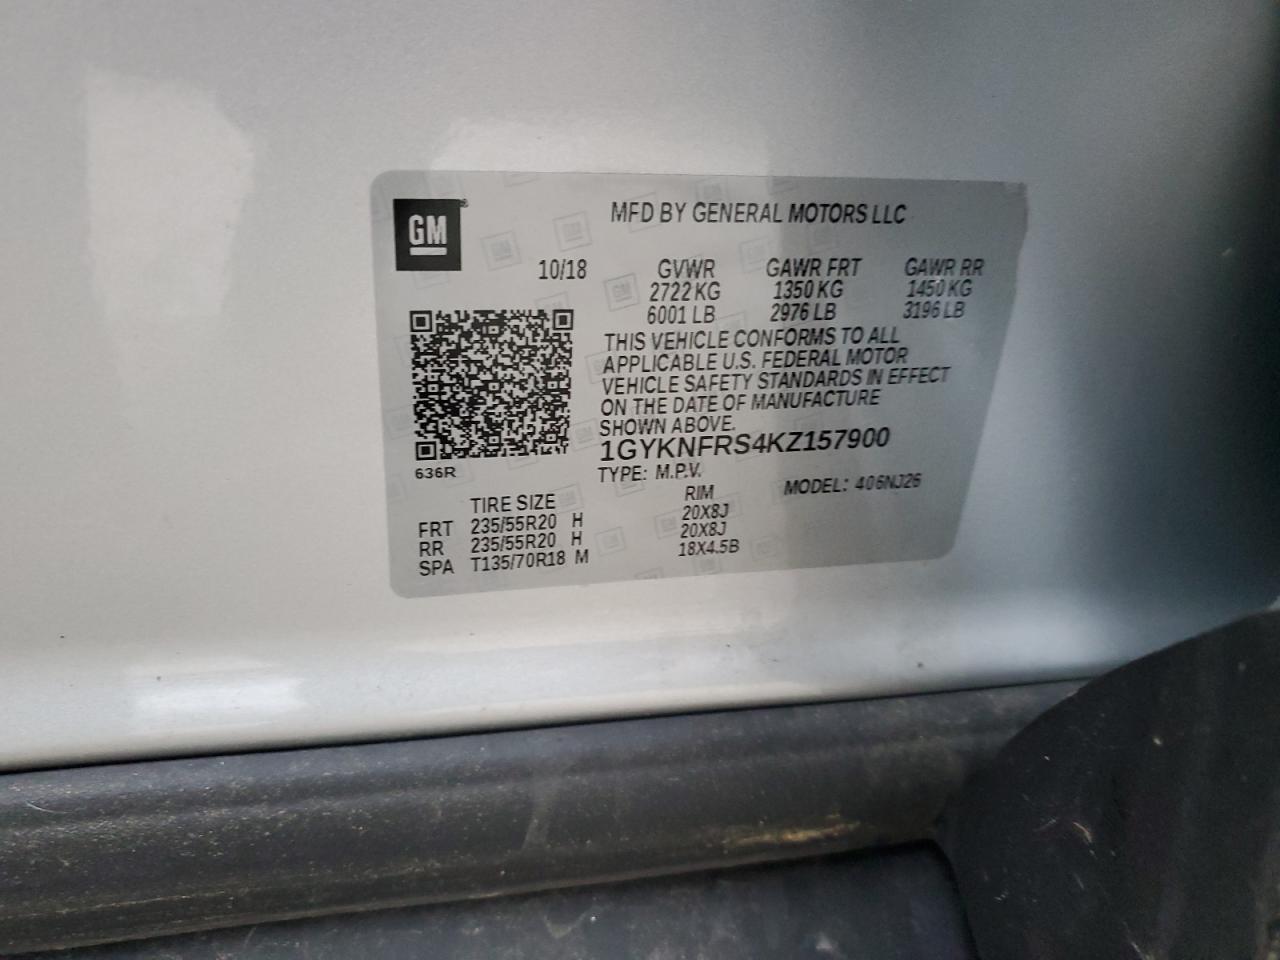 GM
MFD BY GENERAL MOTORS LLC
10/18 GVWR GAWR FRT GAWR RR
2722 KG 1350 KG 1450 KG
6001 LB 2976 LB 3196 LB
THIS VEHICLE CONFORMS TO ALL
APPLICABLE U.S. FEDERAL MOTOR
VEHICLE SAFETY STANDARDS IN EFFECT
ON THE DATE OF MANUFACTURE
SHOWN ABOVE.
1GYKNFRS4KZ157900
636R
TYPE: M.P.V. MODEL: 406NJ26
TIRE SIZE RIM
FRT 235/55R20 H 20X8J
RR 235/55R20 H 20X8J
SPA T135/70R18 M 18X4.5B